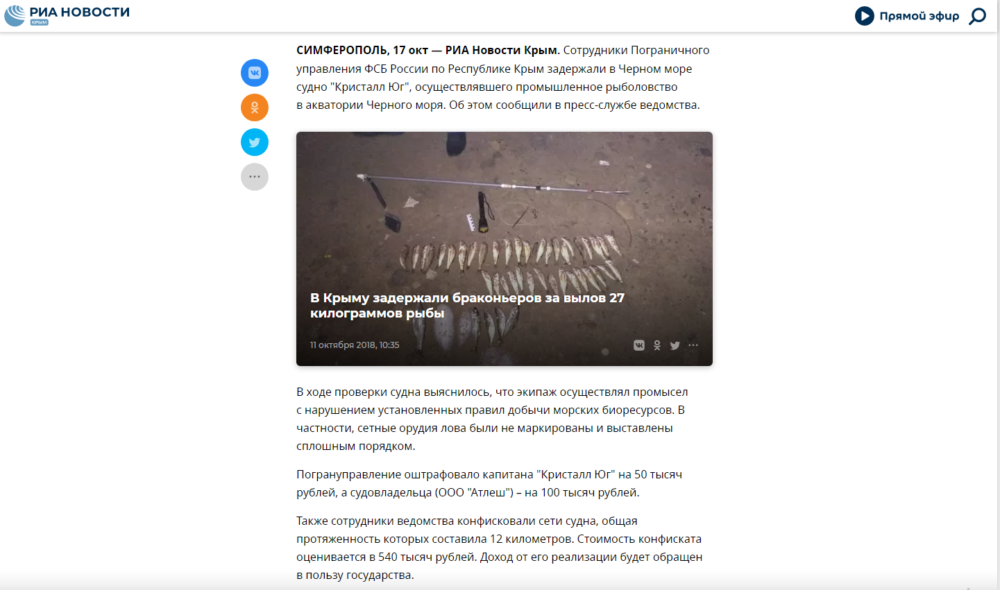 РИА НОВОСТИ
КРЫМ
Прямой эфир
СИМФЕРОПОЛЬ, 17 окт — РИА Новости Крым. Сотрудники Пограничного
управления ФСБ России по Республике Крым задержали в Черном море
судно "Кристалл Юг", осуществлявшего промышленное рыболовство
в акватории Черного моря. Об этом сообщили в пресс-службе ведомства.
В Крыму задержали браконьеров за вылов 27
килограммов рыбы
11 октября 2018, 10:35
В ходе проверки судна выяснилось, что экипаж осуществлял промысел
с нарушением установленных правил добычи морских биоресурсов. В
частности, сетные орудия лова были не маркированы и выставлены
сплошным порядком.
Погрануправление оштрафовало капитана "Кристалл Юг" на 50 тысяч
рублей, а судовладельца (ООО "Атлеш") – на 100 тысяч рублей.
Также сотрудники ведомства конфисковали сети судна, общая
протяженность которых составила 12 километров. Стоимость конфиската
оценивается в 540 тысяч рублей. Доход от его реализации будет обращен
в пользу государства.